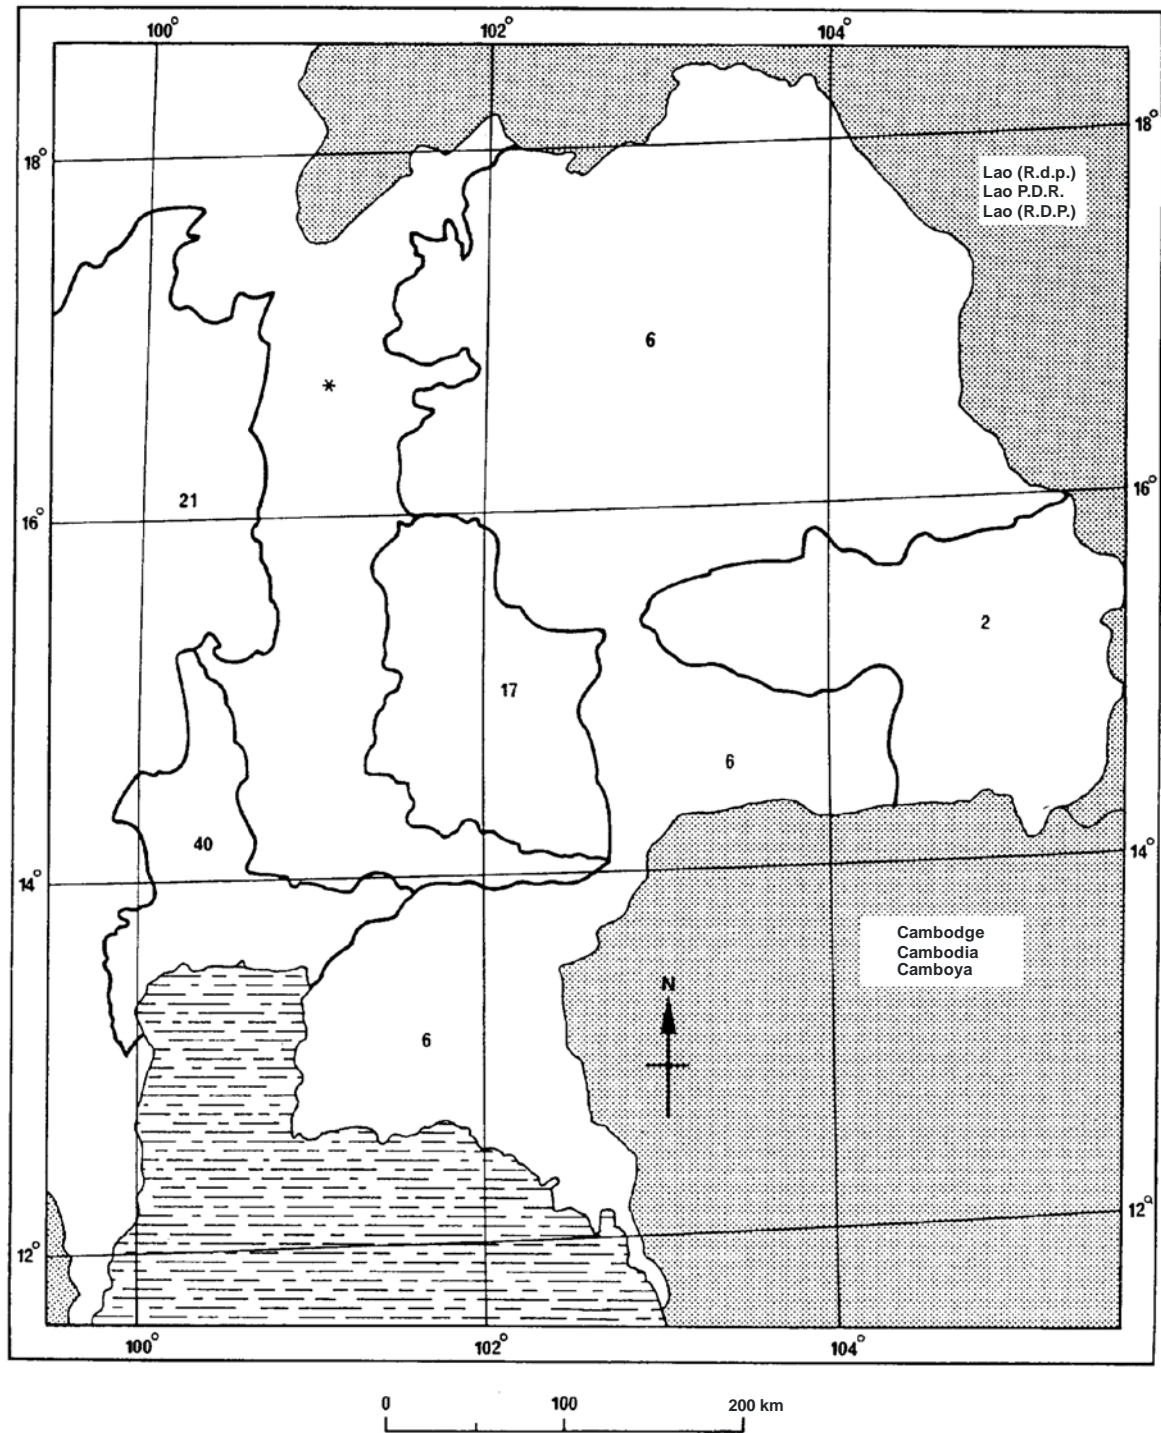 100° 102° 104°
18° 18°
Lao (R.d.p.)
Lao P.D.R.
Lao (R.D.P.)
6
*
21
16° 16°
2
17
6
40
14° 14°
Cambodge
Cambodia
Camboya
N
6
12° 12°
100° 102° 104°
0 100 200 km